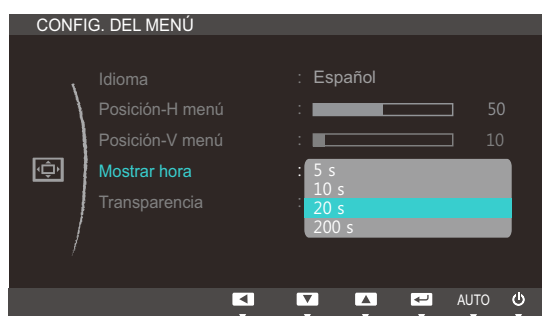 CONFIG. DEL MENÚ
Idioma : Español
Posición-H menú : 50
Posición-V menú : 10
Mostrar hora : 5 s
10 s
Transparencia : 20 s
200 s
AUTO